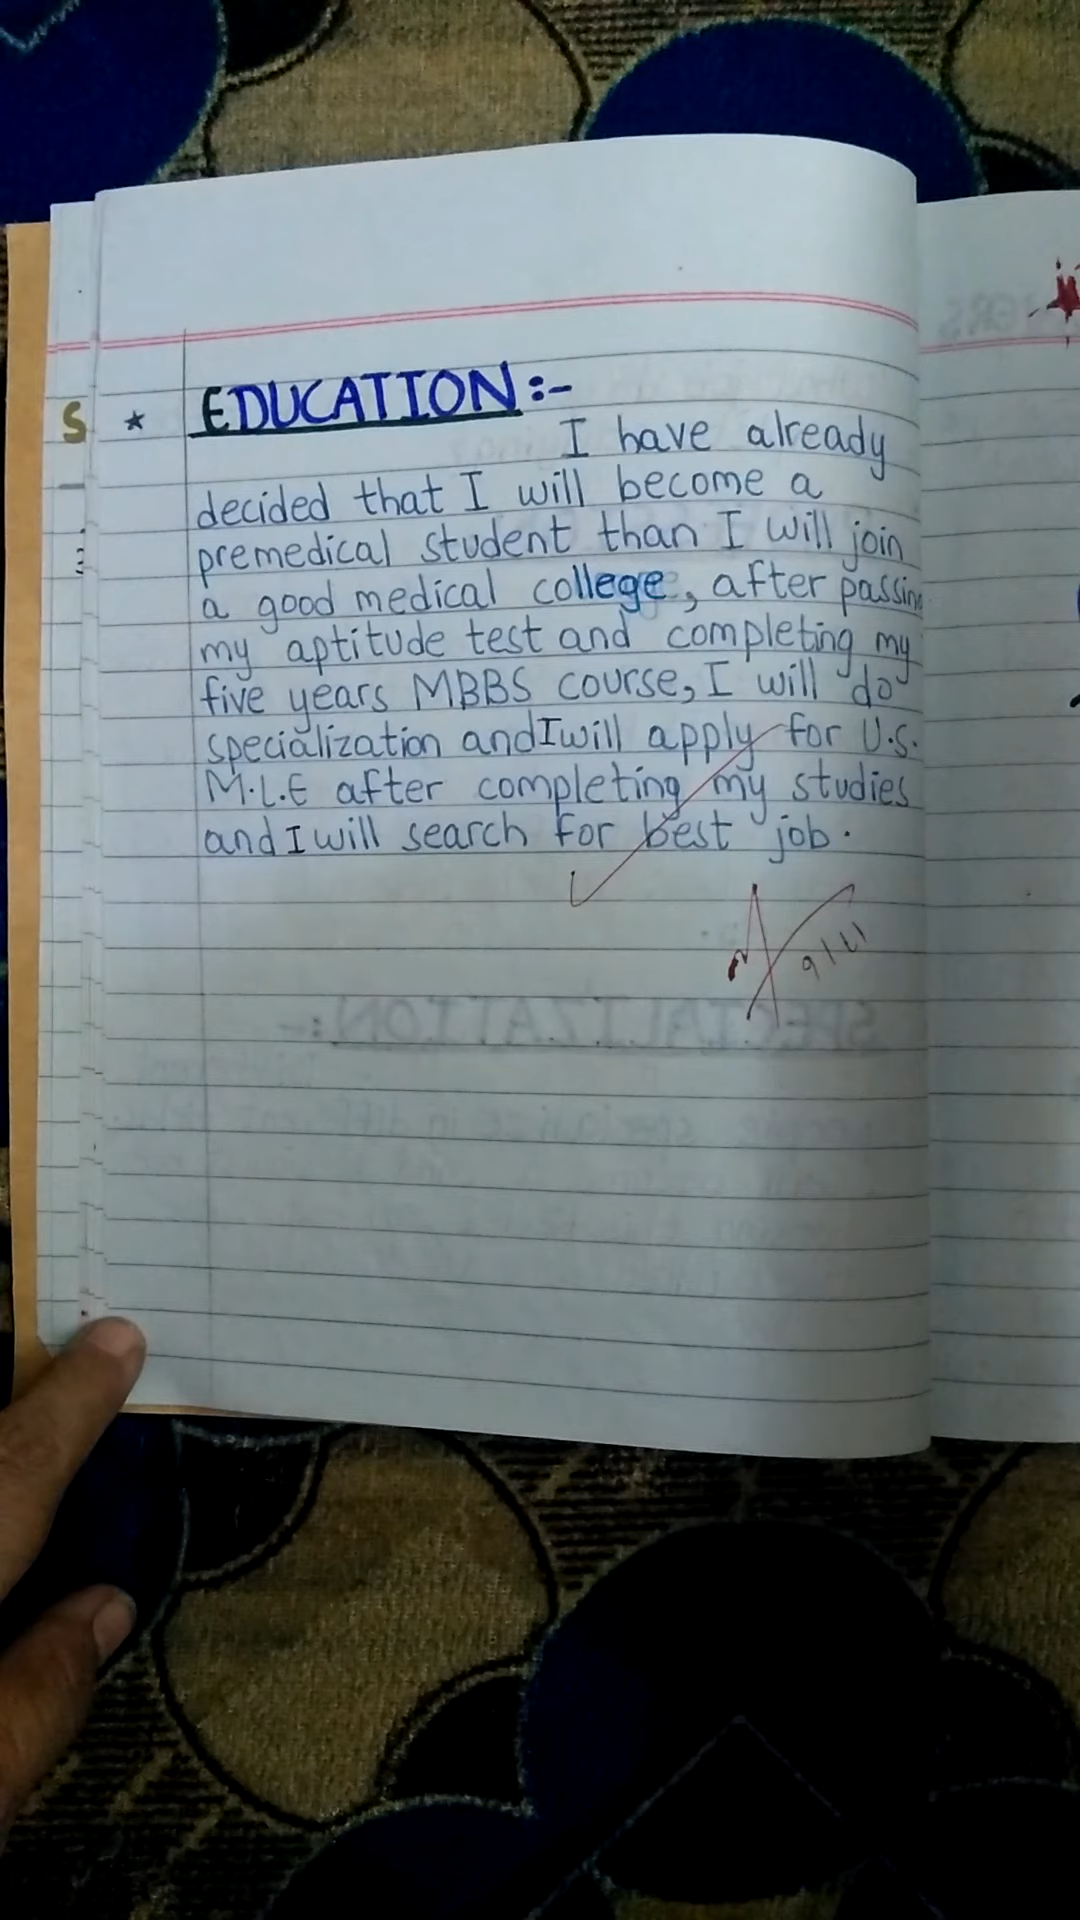 S * EDUCATION:-
I have already
decided that I will become a
premedical student than I will join
a good medical college, after passing
my aptitude test and completing my
five years MBBS course, I will do
specialization and I will apply for U.S.
M.L.E after completing my studies
and I will search for best job.